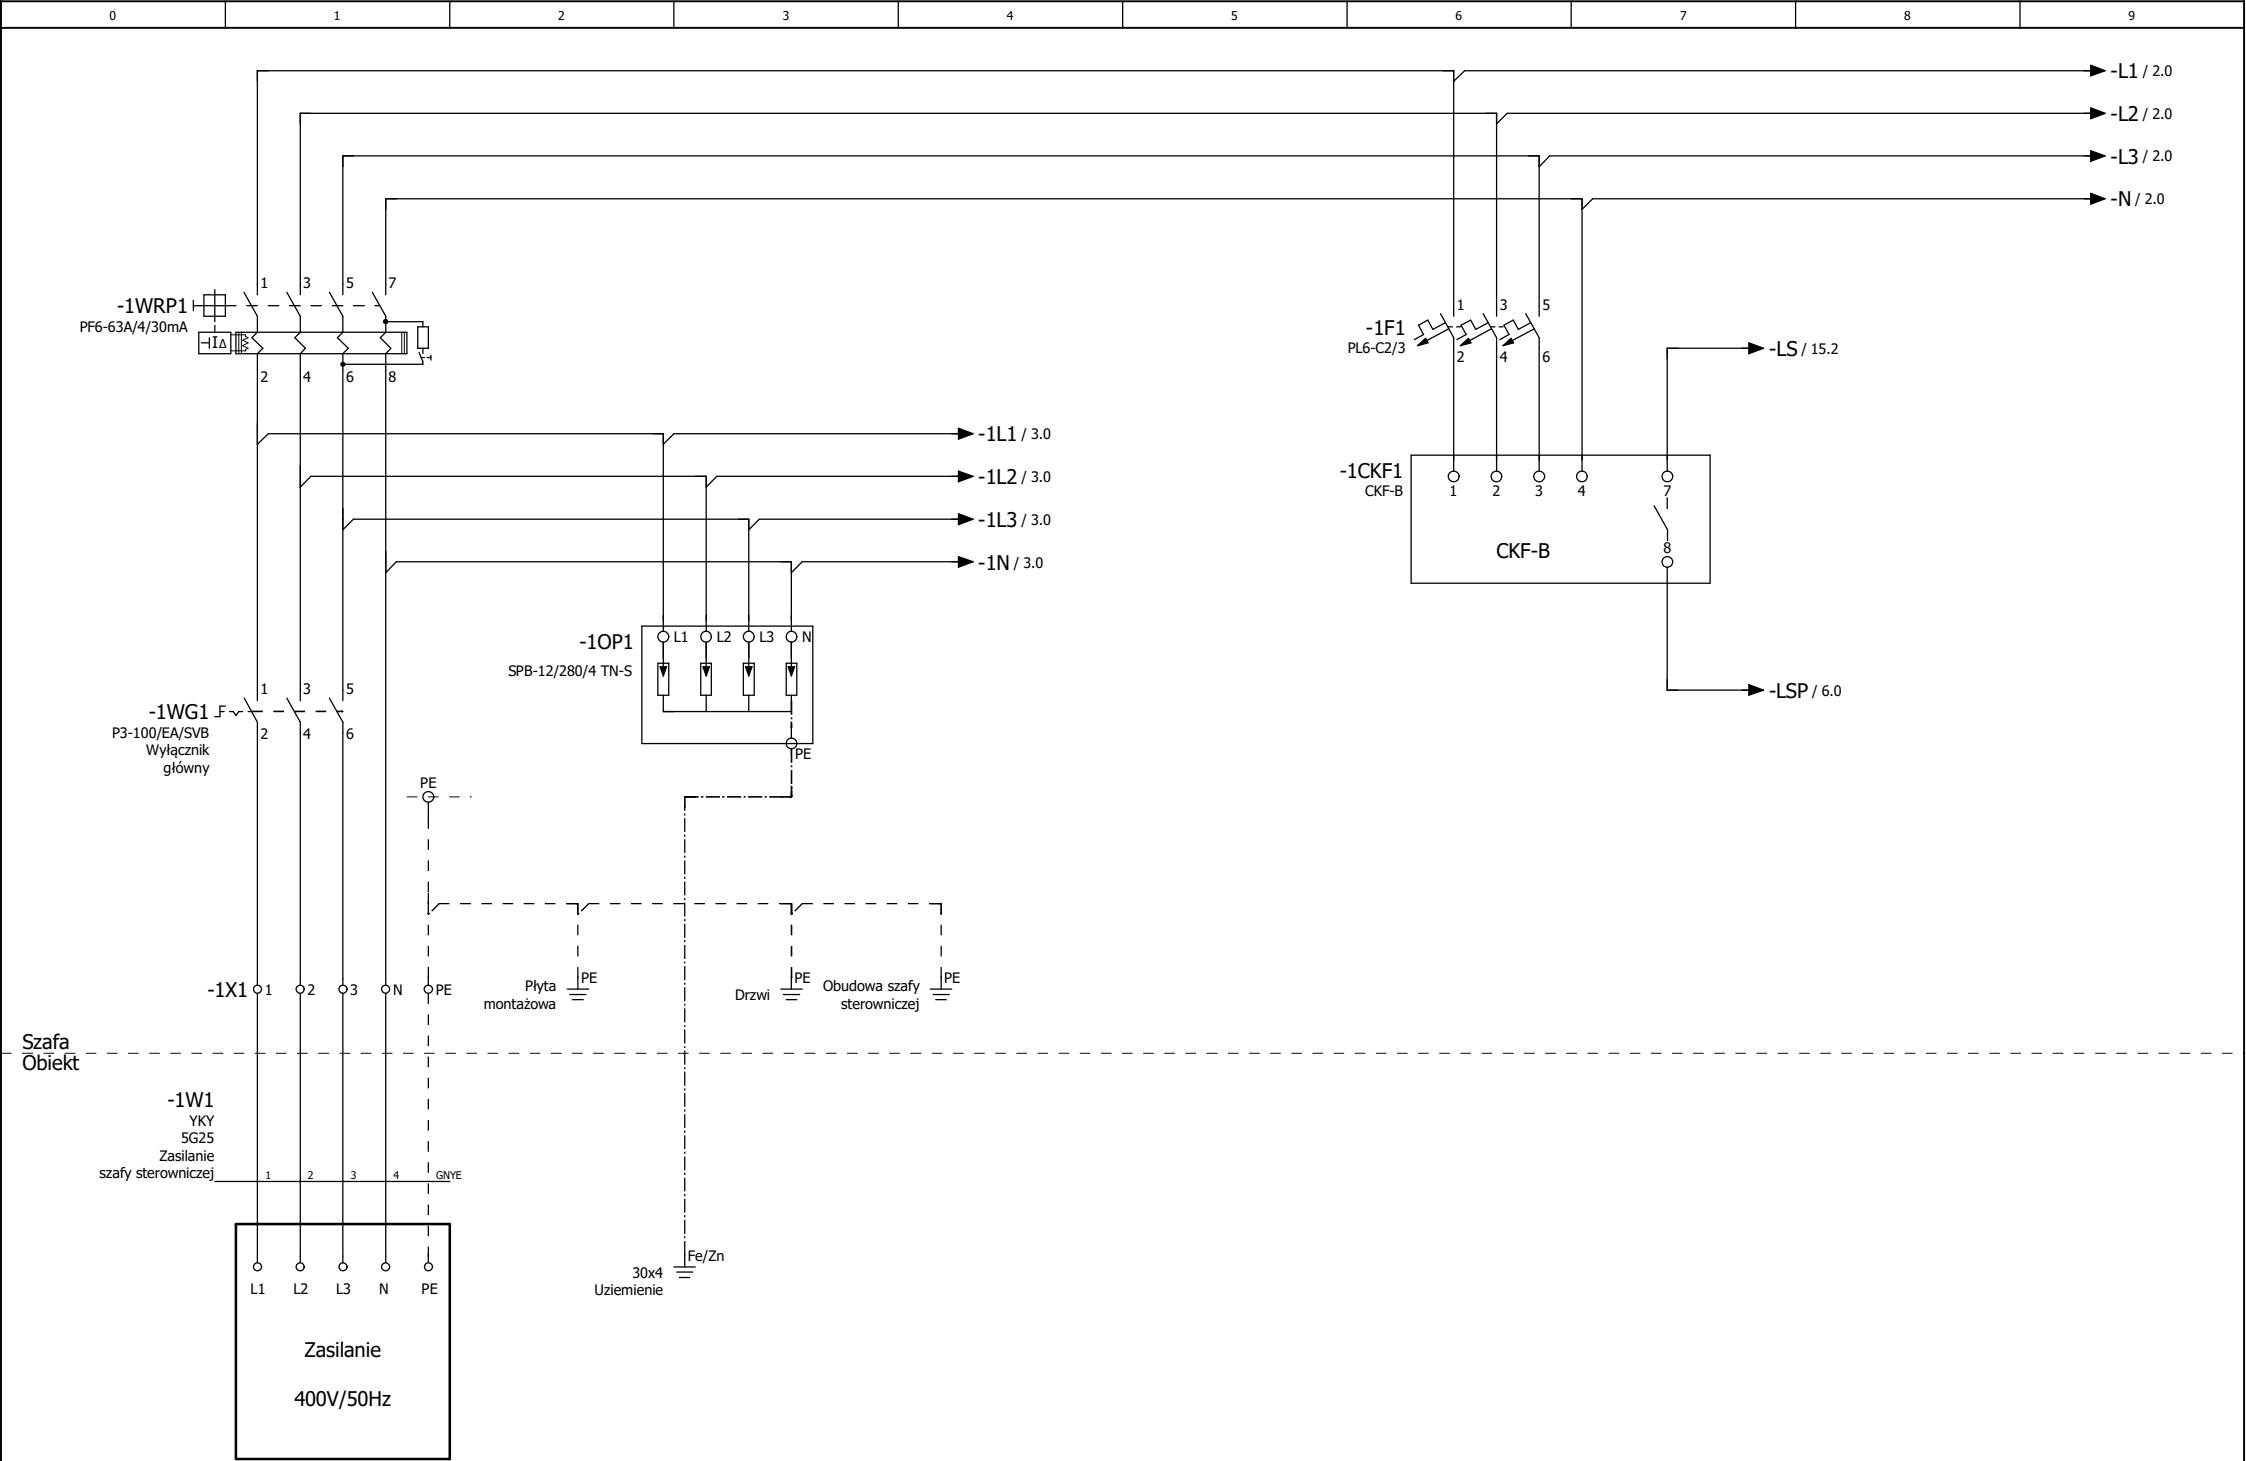 0 1 2 3 4 5 6 7 8 9
-L1 / 2.0
-L2 / 2.0
-L3 / 2.0
-N / 2.0
1 3 5 7
-1WRP1
PF6-63A/4/30mA
I∆
2 4 6 8
1 3 5
-1F1
PL6-C2/3
2 4 6
-LS / 15.2
-1L1 / 3.0
-1L2 / 3.0
-1L3 / 3.0
-1N / 3.0
-1CKF1
CKF-B
1 2 3 4 7
8
CKF-B
-LSP / 6.0
-1OP1
SPB-12/280/4 TN-S
L1 L2 L3 N
PE
1 3 5
-1WG1
P3-100/EA/SVB
Wyłącznik
główny
2 4 6
PE
-1X1 1 2 3 N PE
Płyta
montażowa
PE
Drzwi
PE
Obudowa szafy
sterowniczej
PE
Szafa
Obiekt
-1W1
YKY
5G25
Zasilanie
szafy sterowniczej
1 2 3 4 GNYE
Fe/Zn
30x4
Uziemienie
L1 L2 L3 N PE
Zasilanie
400V/50Hz